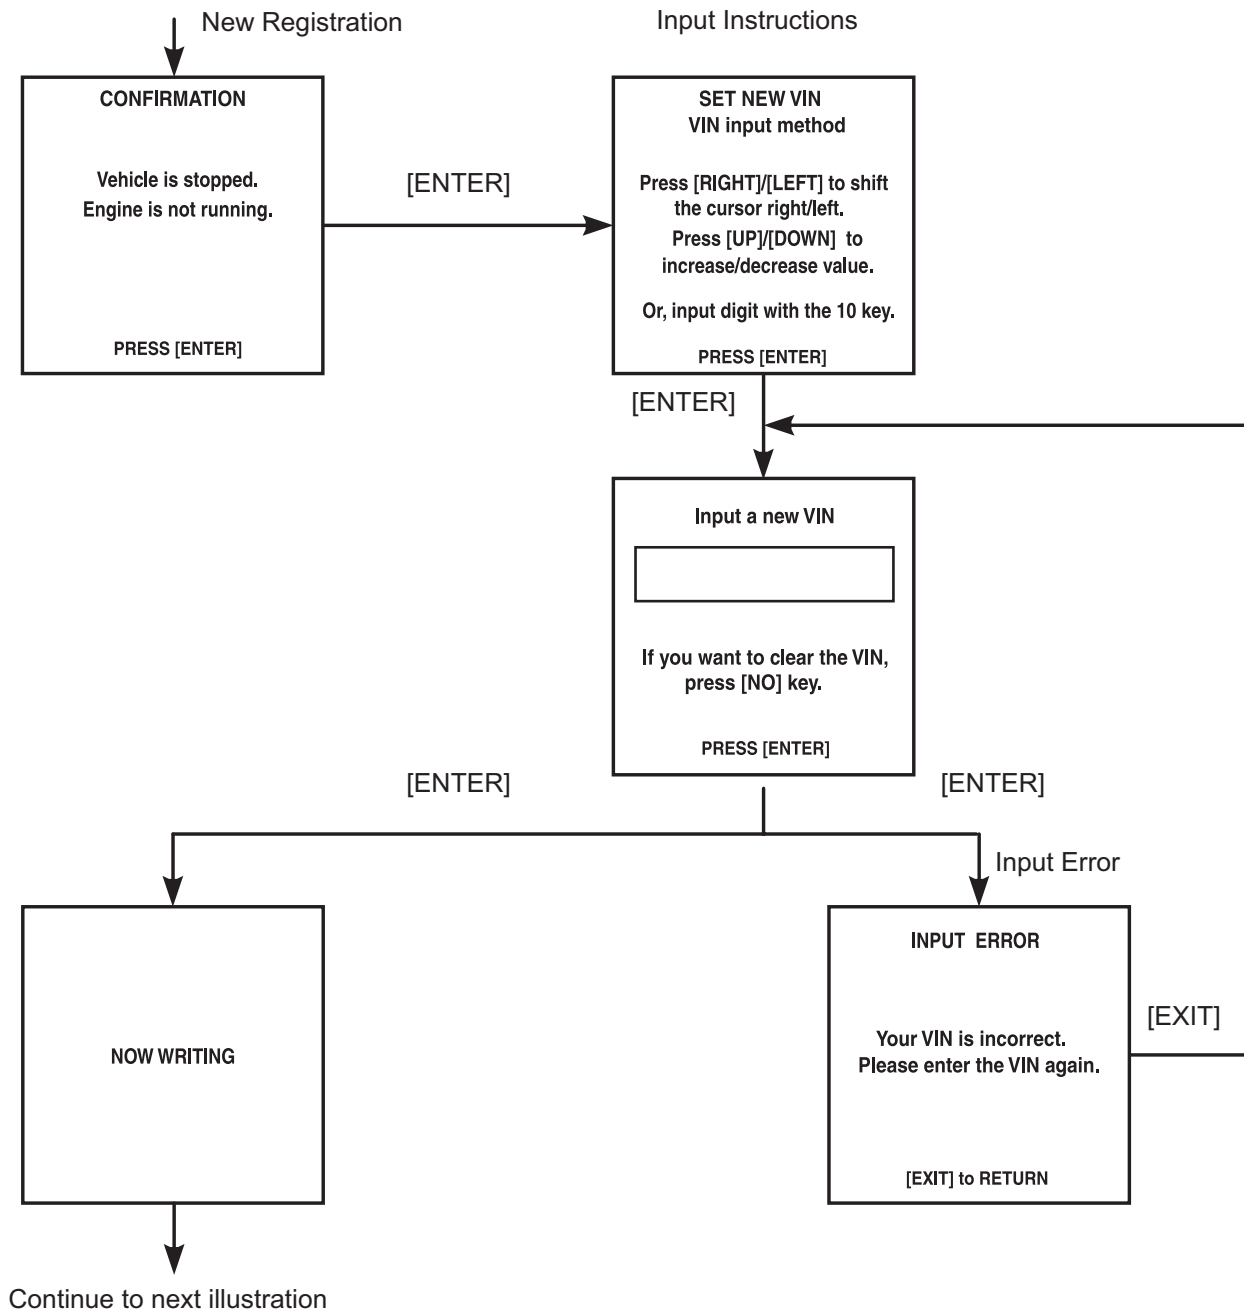 New Registration
Input Instructions
CONFIRMATION
Vehicle is stopped.
Engine is not running.
PRESS [ENTER]
[ENTER]
SET NEW VIN
VIN input method
Press [RIGHT]/[LEFT] to shift
the cursor right/left.
Press [UP]/[DOWN] to
increase/decrease value.
Or, input digit with the 10 key.
PRESS [ENTER]
[ENTER]
Input a new VIN
If you want to clear the VIN,
press [NO] key.
PRESS [ENTER]
[ENTER]
[ENTER]
Input Error
NOW WRITING
INPUT ERROR
Your VIN is incorrect.
Please enter the VIN again.
[EXIT] to RETURN
[EXIT]
Continue to next illustration